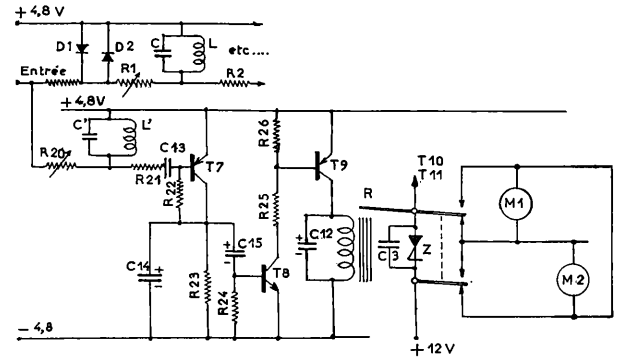 + 4,8 V
D1
D2
C
L
etc....
Entrée
R1
R2
+ 4,8V
C'
L'
C13
R20
R21
R22
T7
R26
T9
R25
T10
T11
R
M1
C14
+
-
C15
+
-
C12
+
-
C 3
Z
M2
R23
R24
T8
- 4,8
+ 12 V